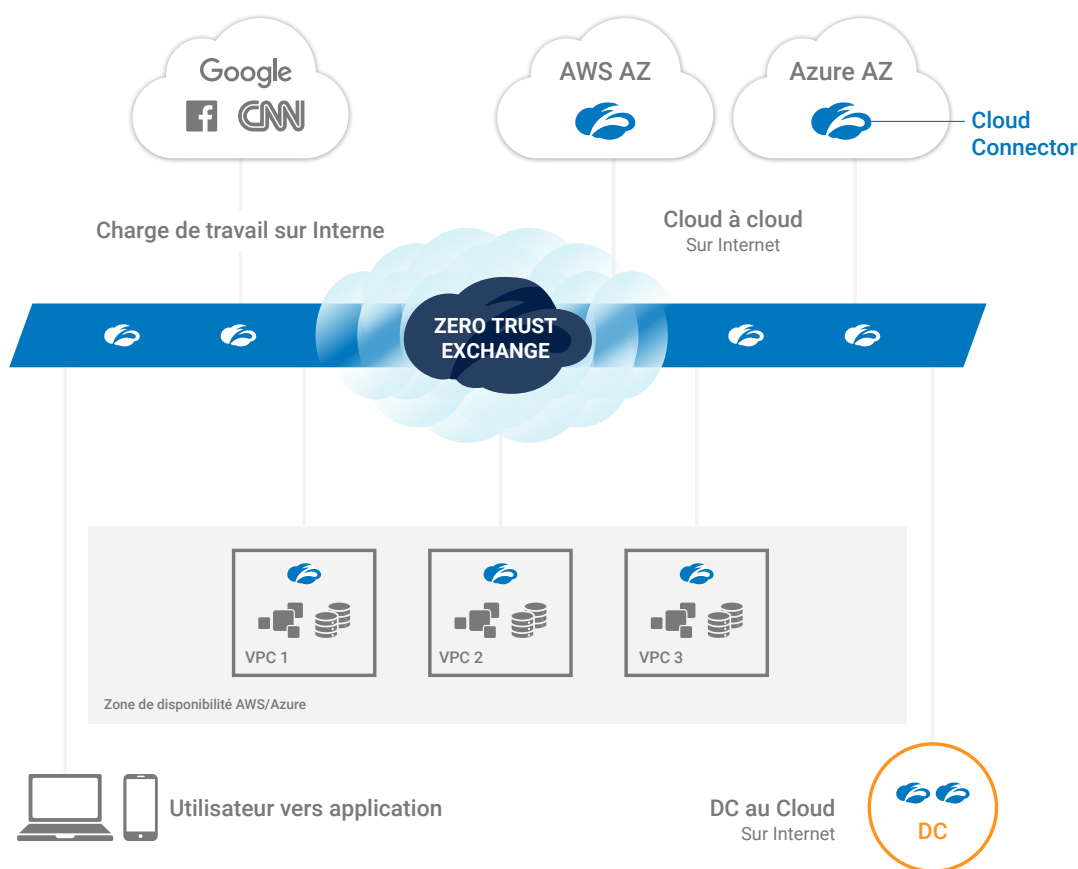 Google
CNN
AWS AZ
Azure AZ
Cloud
Connector
Charge de travail sur Interne
Cloud à cloud
Sur Internet
ZERO TRUST
EXCHANGE
VPC 1
VPC 2
VPC 3
Zone de disponibilité AWS/Azure
Utilisateur vers application
DC au Cloud
Sur Internet
DC